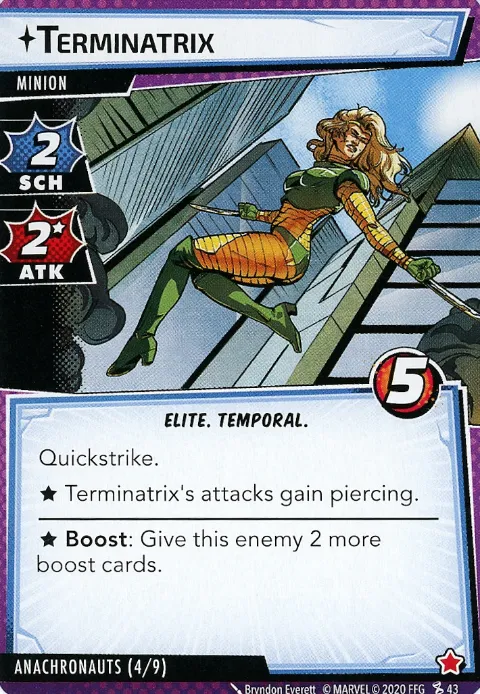 TERMINATRIX
MINION
2
SCH
2★
ATK
5
ELITE. TEMPORAL.
Quickstrike.
★ Terminatrix's attacks gain piercing.
★ Boost: Give this enemy 2 more
boost cards.
ANACHRONAUTS (4/9)
Bryndon Everett © MARVEL © 2020 FFG 43